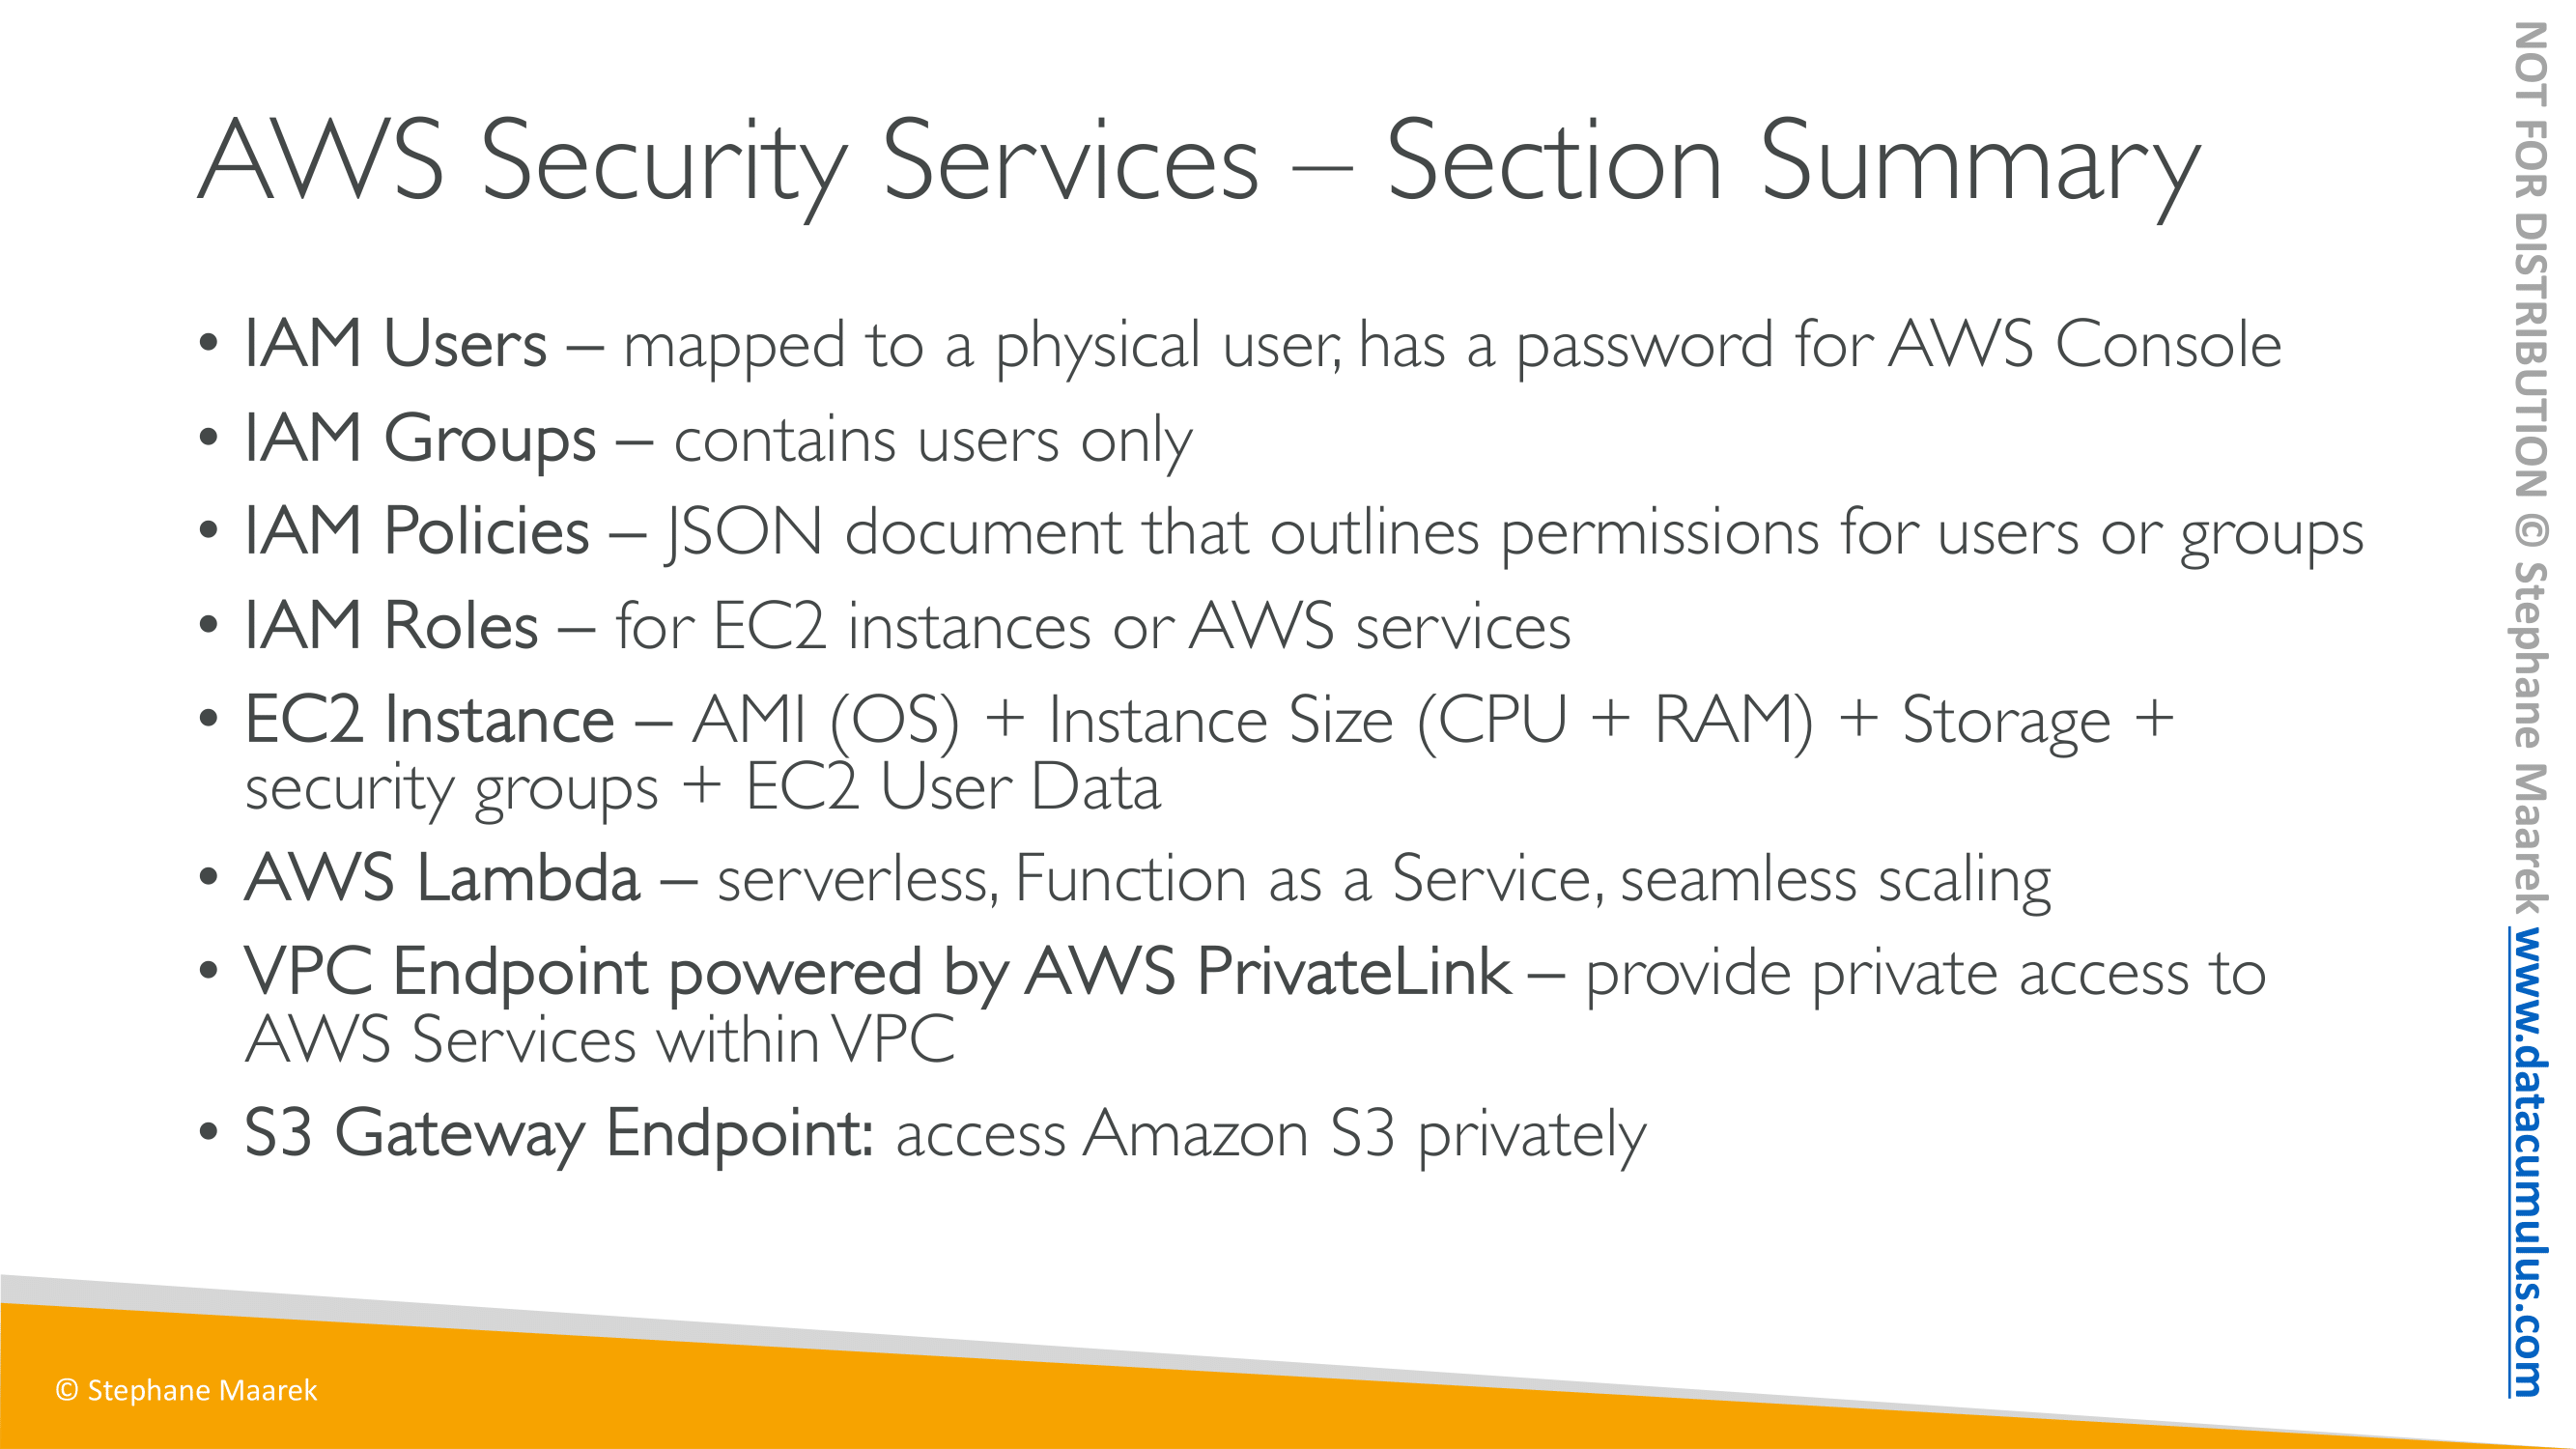 AWS Security Services – Section Summary
• IAM Users – mapped to a physical user, has a password for AWS Console
• IAM Groups – contains users only
• IAM Policies – JSON document that outlines permissions for users or groups
• IAM Roles – for EC2 instances or AWS services
• EC2 Instance – AMI (OS) + Instance Size (CPU + RAM) + Storage +
security groups + EC2 User Data
• AWS Lambda – serverless, Function as a Service, seamless scaling
• VPC Endpoint powered by AWS PrivateLink – provide private access to
AWS Services within VPC
• S3 Gateway Endpoint: access Amazon S3 privately
© Stephane Maarek
NOT FOR DISTRIBUTION © Stephane Maarek www.datacumulus.com